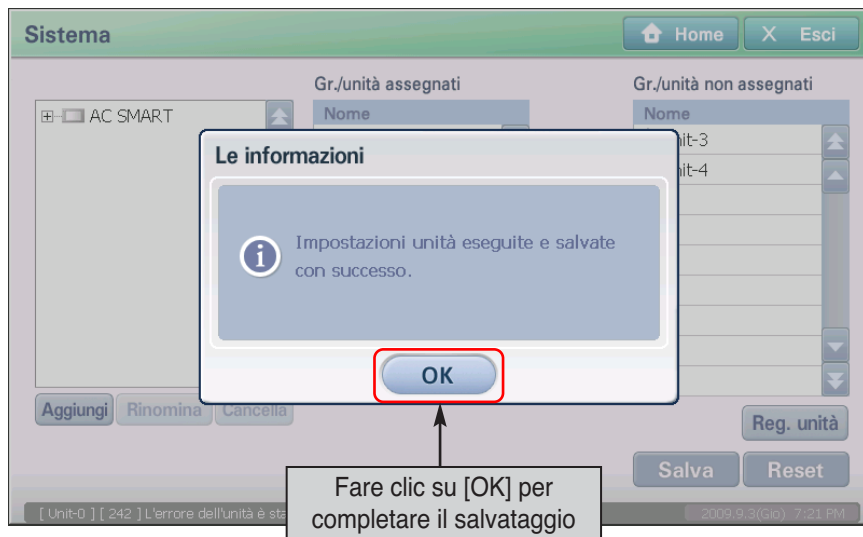 Sistema
Home
X Esci
Gr./unità assegnati
Gr./unità non assegnati
AC SMART
Nome
Nome
Le informazioni
Impostazioni unità eseguite e salvate
con successo.
OK
Aggiungi
Rinomina
Cancella
Reg. unità
Salva
Reset
Fare clic su [OK] per
completare il salvataggio
[ Unit-0 ] [ 242 ] L'errore dell'unità è
2009.9.3(Gio) 7:21 PM